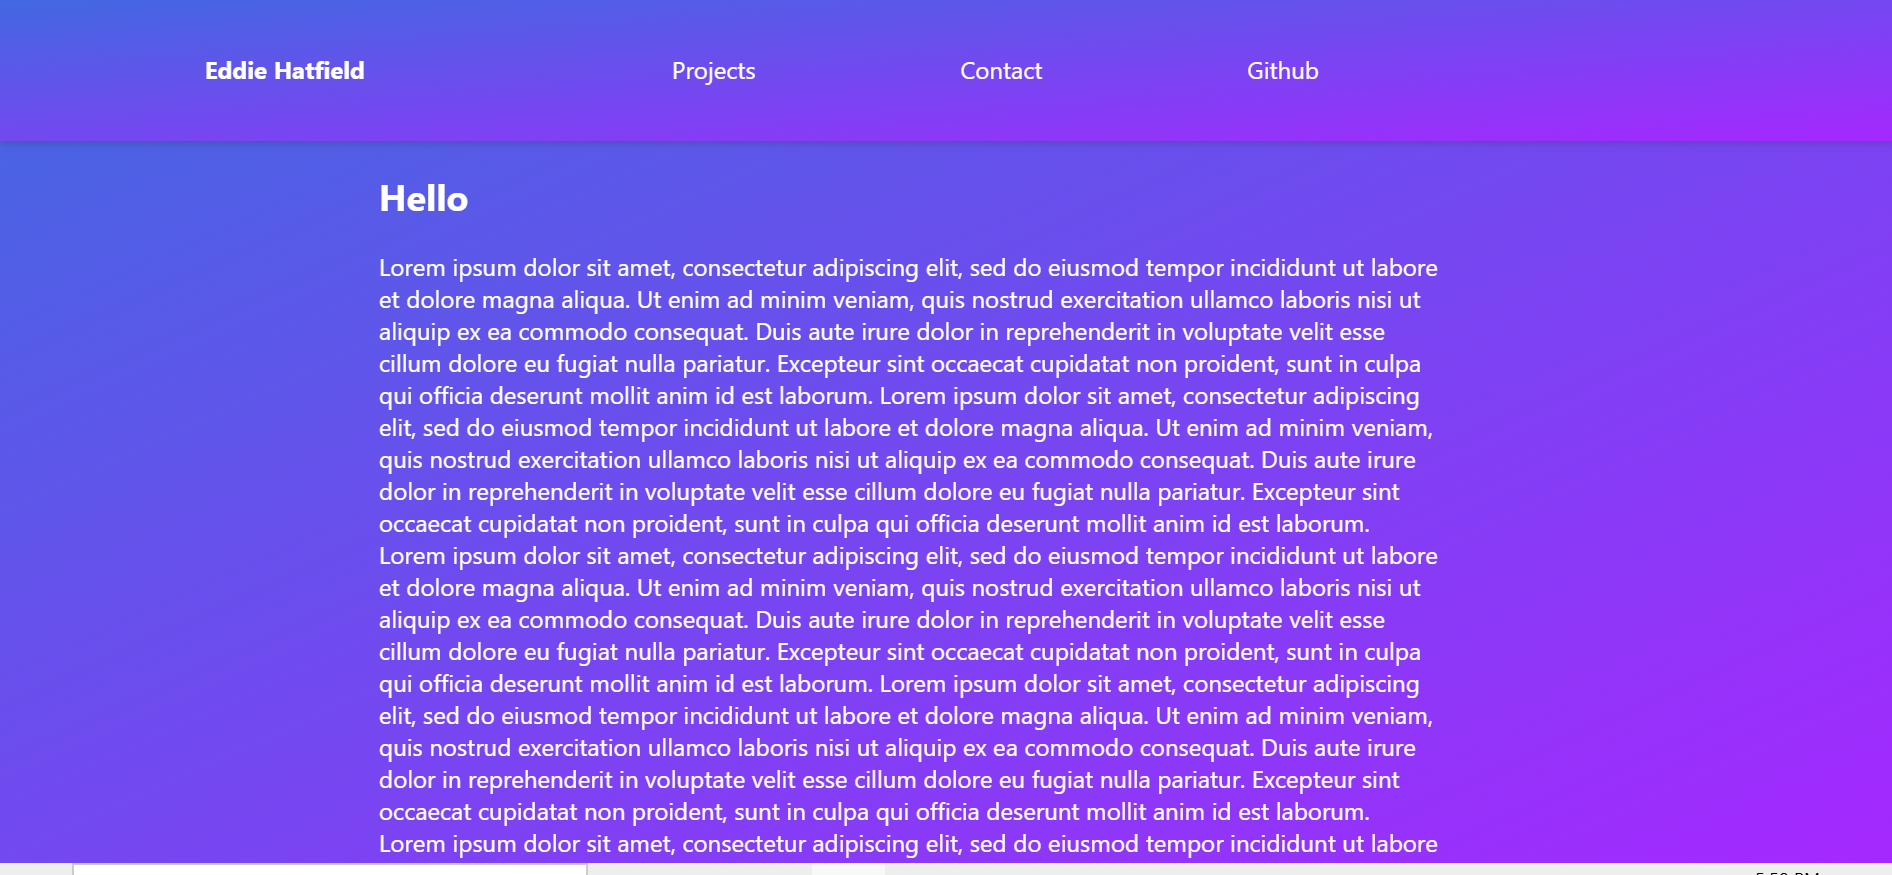 Eddie Hatfield Projects Contact Github
Hello
Lorem ipsum dolor sit amet, consectetur adipiscing elit, sed do eiusmod tempor incididunt ut labore
et dolore magna aliqua. Ut enim ad minim veniam, quis nostrud exercitation ullamco laboris nisi ut
aliquip ex ea commodo consequat. Duis aute irure dolor in reprehenderit in voluptate velit esse
cillum dolore eu fugiat nulla pariatur. Excepteur sint occaecat cupidatat non proident, sunt in culpa
qui officia deserunt mollit anim id est laborum. Lorem ipsum dolor sit amet, consectetur adipiscing
elit, sed do eiusmod tempor incididunt ut labore et dolore magna aliqua. Ut enim ad minim veniam,
quis nostrud exercitation ullamco laboris nisi ut aliquip ex ea commodo consequat. Duis aute irure
dolor in reprehenderit in voluptate velit esse cillum dolore eu fugiat nulla pariatur. Excepteur sint
occaecat cupidatat non proident, sunt in culpa qui officia deserunt mollit anim id est laborum.
Lorem ipsum dolor sit amet, consectetur adipiscing elit, sed do eiusmod tempor incididunt ut labore
et dolore magna aliqua. Ut enim ad minim veniam, quis nostrud exercitation ullamco laboris nisi ut
aliquip ex ea commodo consequat. Duis aute irure dolor in reprehenderit in voluptate velit esse
cillum dolore eu fugiat nulla pariatur. Excepteur sint occaecat cupidatat non proident, sunt in culpa
qui officia deserunt mollit anim id est laborum. Lorem ipsum dolor sit amet, consectetur adipiscing
elit, sed do eiusmod tempor incididunt ut labore et dolore magna aliqua. Ut enim ad minim veniam,
quis nostrud exercitation ullamco laboris nisi ut aliquip ex ea commodo consequat. Duis aute irure
dolor in reprehenderit in voluptate velit esse cillum dolore eu fugiat nulla pariatur. Excepteur sint
occaecat cupidatat non proident, sunt in culpa qui officia deserunt mollit anim id est laborum.
Lorem ipsum dolor sit amet, consectetur adipiscing elit, sed do eiusmod tempor incididunt ut labore